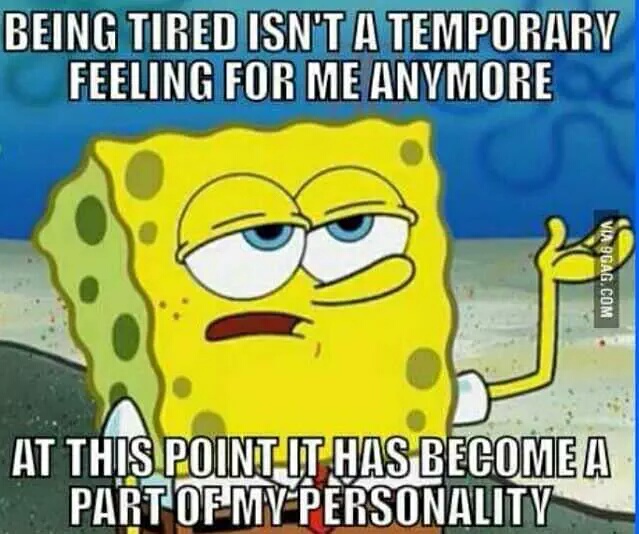 BEING TIRED ISN'T A TEMPORARY
FEELING FOR ME ANYMORE
VIA 9GAG.COM
AT THIS POINT IT HAS BECOME A
PART OF MY PERSONALITY